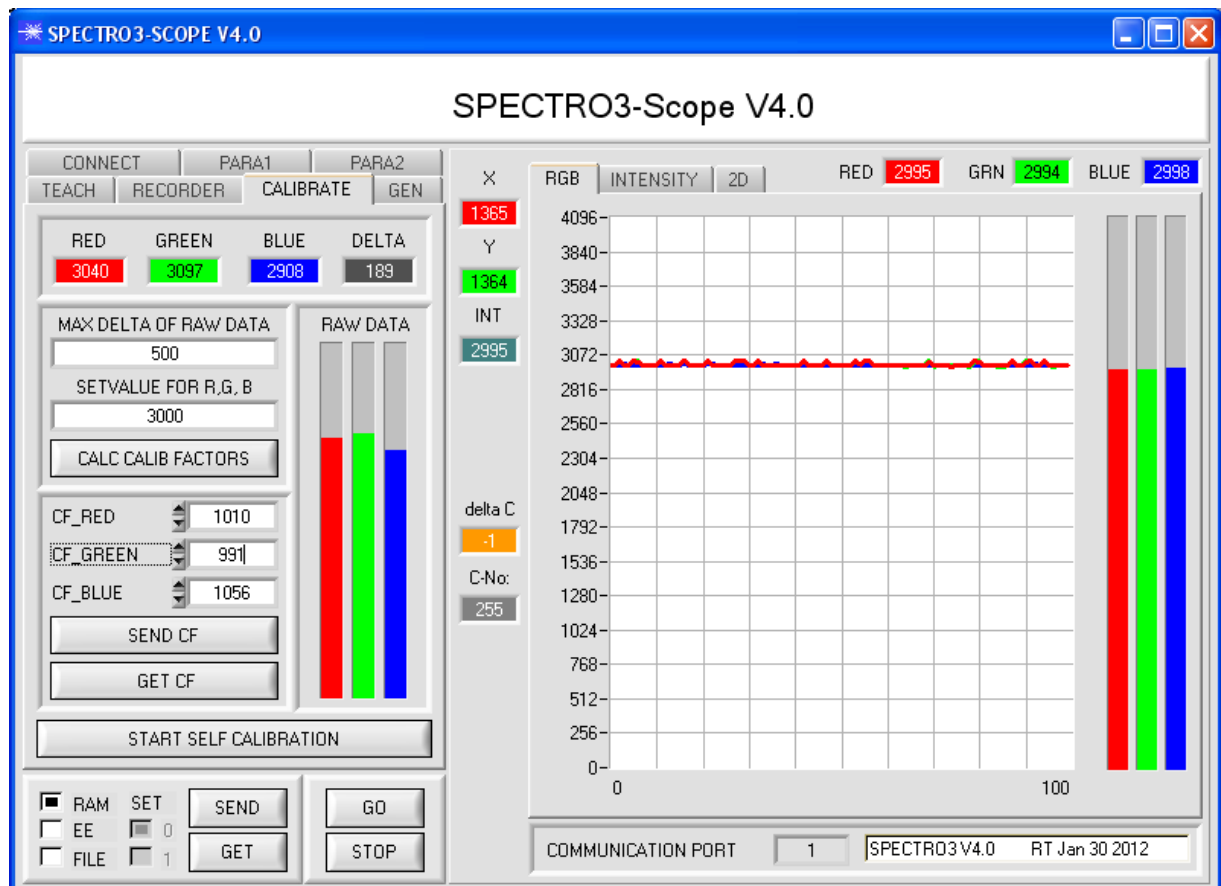 SPECTRO3-SCOPE V4.0
SPECTRO3-Scope V4.0
CONNECT PARA1 PARA2
TEACH RECORDER CALIBRATE GEN
RED GREEN BLUE DELTA
3040 3097 2908 189
MAX DELTA OF RAW DATA
500
SETVALUE FOR R,G, B
3000
CALC CALIB FACTORS
RAW DATA
CF_RED 1010
CF_GREEN 991
CF_BLUE 1056
SEND CF
GET CF
START SELF CALIBRATION
RAM SET
EE 0
FILE 1
SEND
GET
GO
STOP
X
1365
Y
1364
INT
2995
delta C
-1
C-No:
255
RGB INTENSITY 2D
RED 2995 GRN 2994 BLUE 2998
4096
3840
3584
3328
3072
2816
2560
2304
2048
1792
1536
1280
1024
768
512
256
0
0 100
COMMUNICATION PORT 1 SPECTRO3 V4.0 RT Jan 30 2012